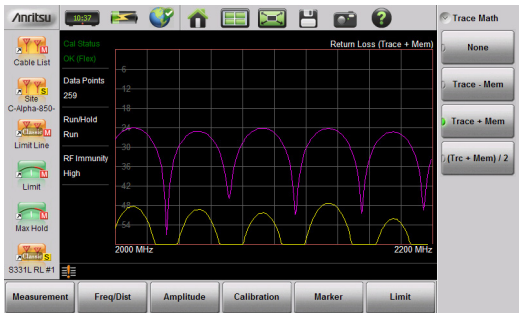 Anritsu
10:37
?
Trace Math
Cable List
Site
C-Alpha-850-
Classic
Limit Line
Limit
Max Hold
Classic
S331L RL #1
Cal Status
OK (Flex)
Data Points
259
Run/Hold
Run
RF Immunity
High
Return Loss (Trace + Mem)
6
12
18
24
30
36
42
48
54
2000 MHz
2200 MHz
None
Trace - Mem
Trace + Mem
(Trc + Mem) / 2
Measurement
Freq/Dist
Amplitude
Calibration
Marker
Limit